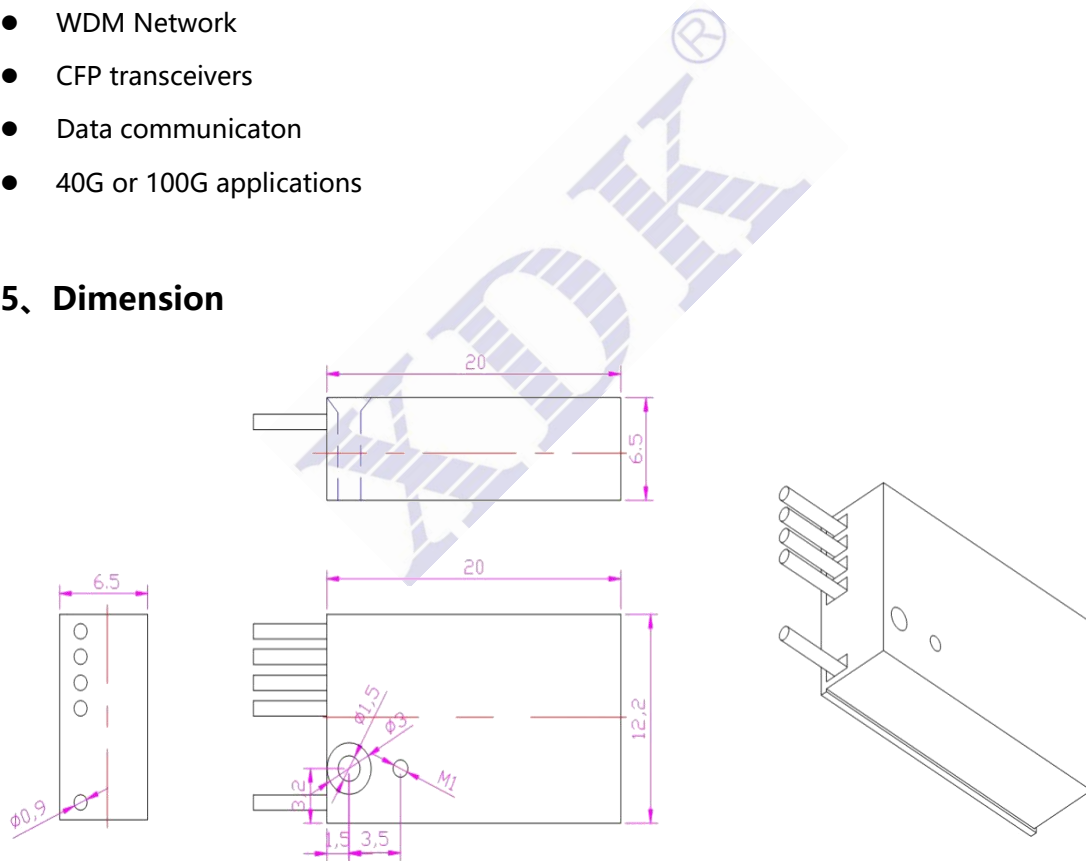 ● WDM Network
● CFP transceivers
● Data communicaton
● 40G or 100G applications
XDK®
5、Dimension
20
6.5
20
6.5
12,2
ø1,5
ø3
M1
3,2
ø0,9
1,5
3,5